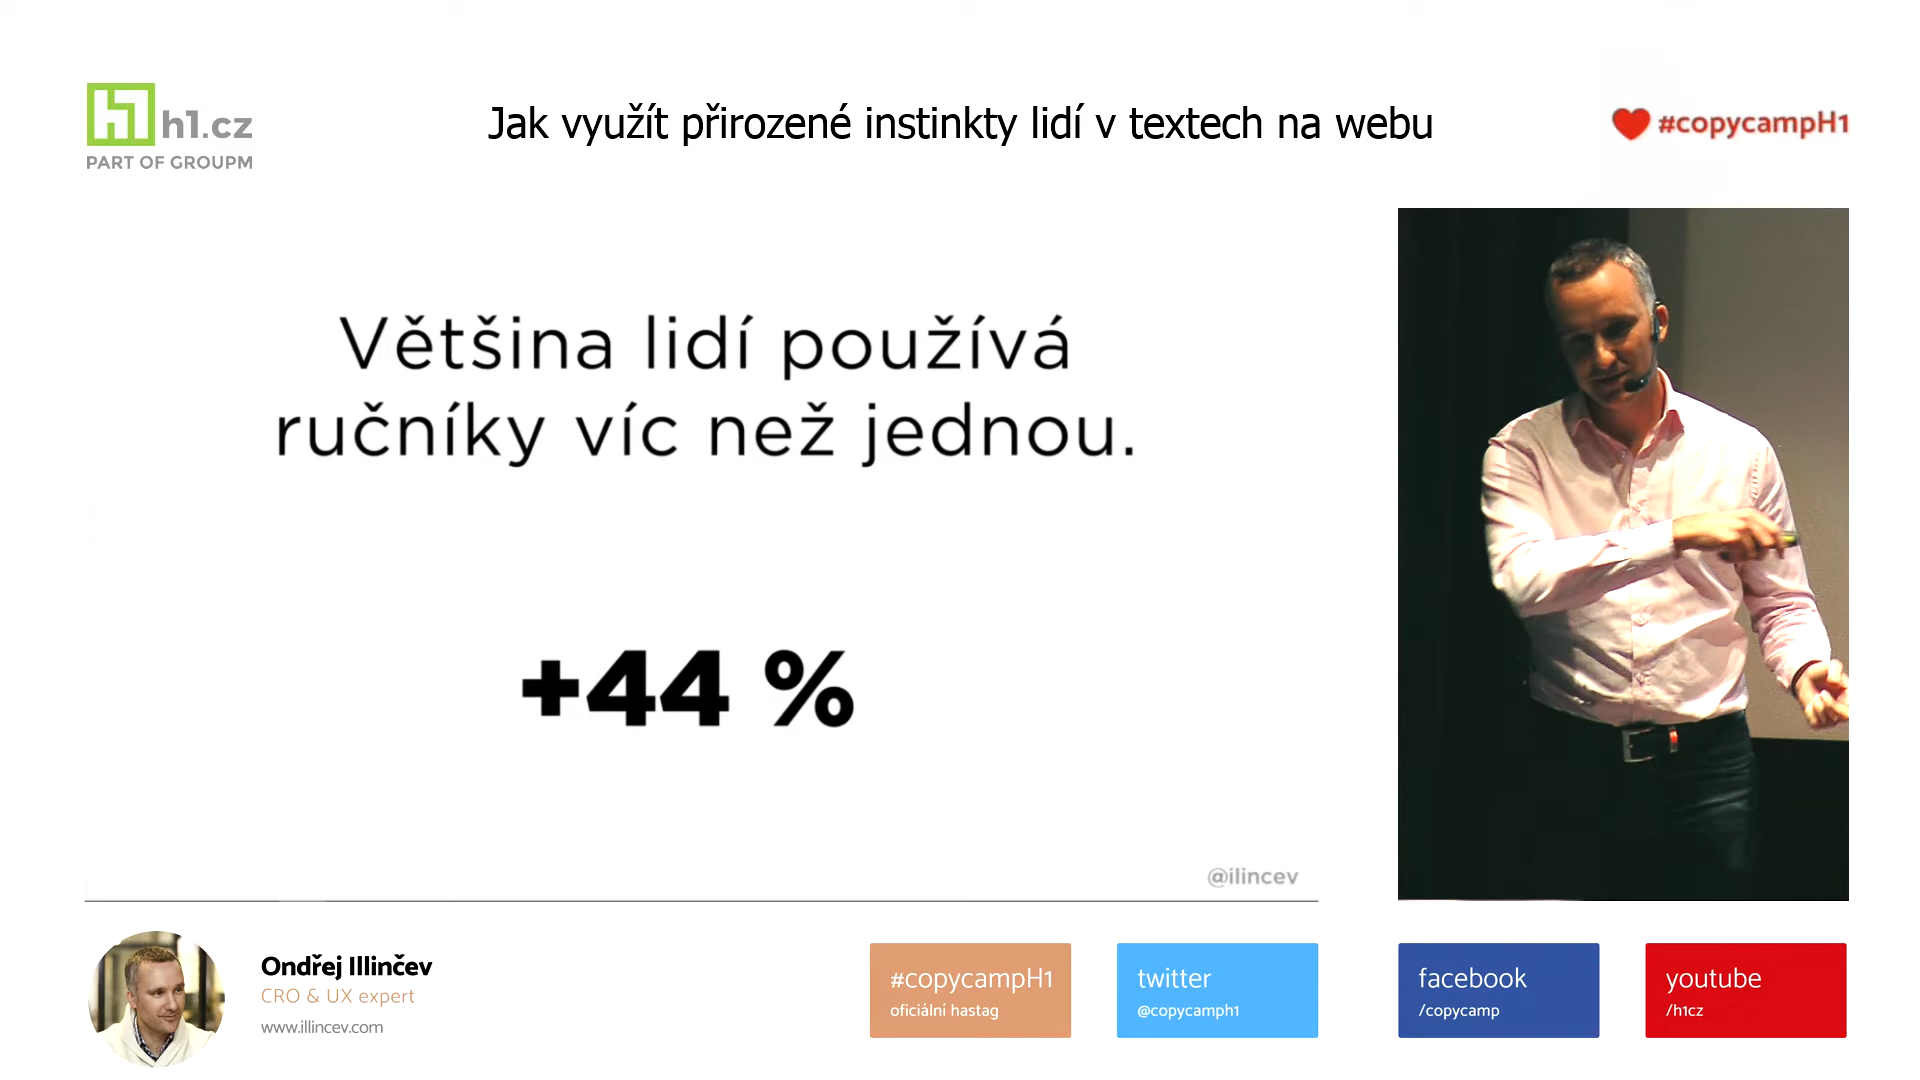 h1.cz
PART OF GROUPM
Jak využít přirozené instinkty lidí v textech na webu
#copycampH1
Většina lidí používá
ručníky víc než jednou.
+44 %
@ilincev
Ondřej Illinčev
CRO & UX expert
www.illincev.com
#copycampH1
oficiální hastag
twitter
@copycamph1
facebook
/copycamp
youtube
/h1cz